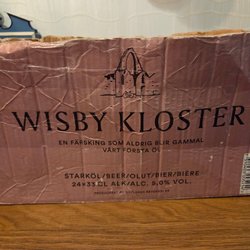 WISBY KLOSTER
EN FÄRSKING SOM ALDRIG BLIR GAMMAL
VÅRT FÖRSTA ÖL
STARKÖL/BEER/OLUT/BIER/BIÈRE
24×33 CL ALK/ALC. 5,0% VOL.